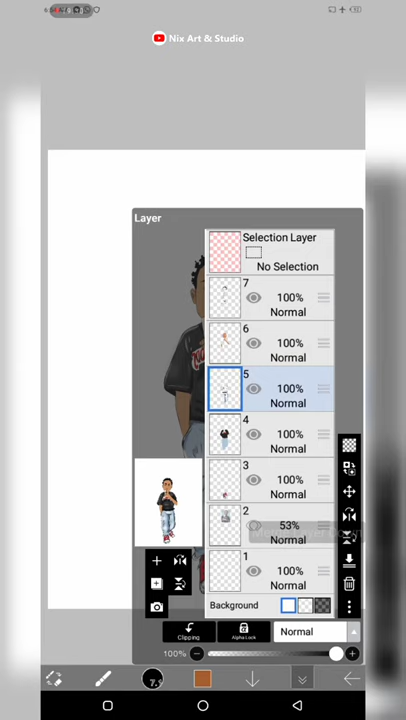 Nix Art & Studio
Layer
Selection Layer
No Selection
7
100%
Normal
6
100%
Normal
5
100%
Normal
4
100%
Normal
3
100%
Normal
2
53%
Normal
1
100%
Normal
Background
Clipping
Alpha Lock
Normal
100%